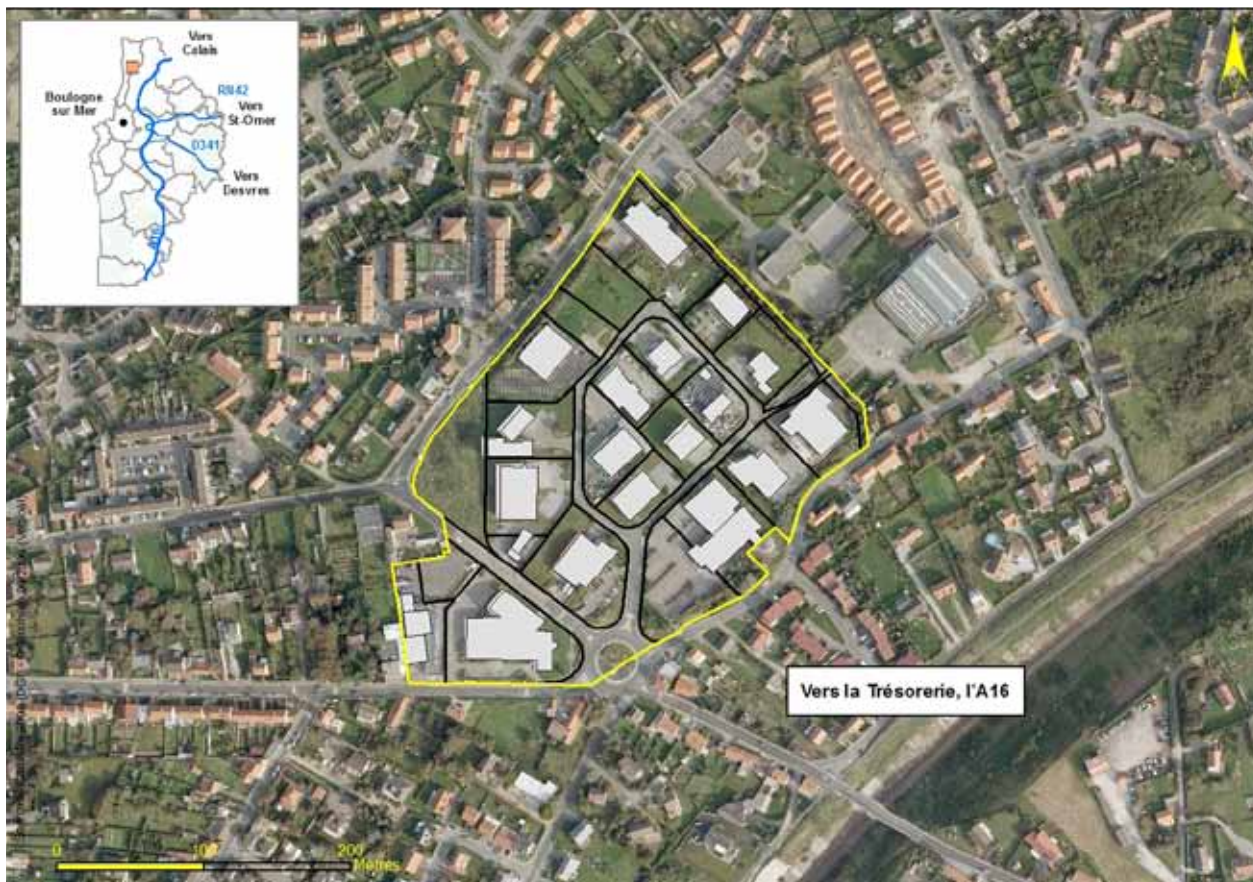 Vers
Calais
RN42
Boulogne
sur Mer
Vers
St-Omer
D341
Vers
Desvres
A16
Vers la Trésorerie, l'A16
0
100
200
Mètres